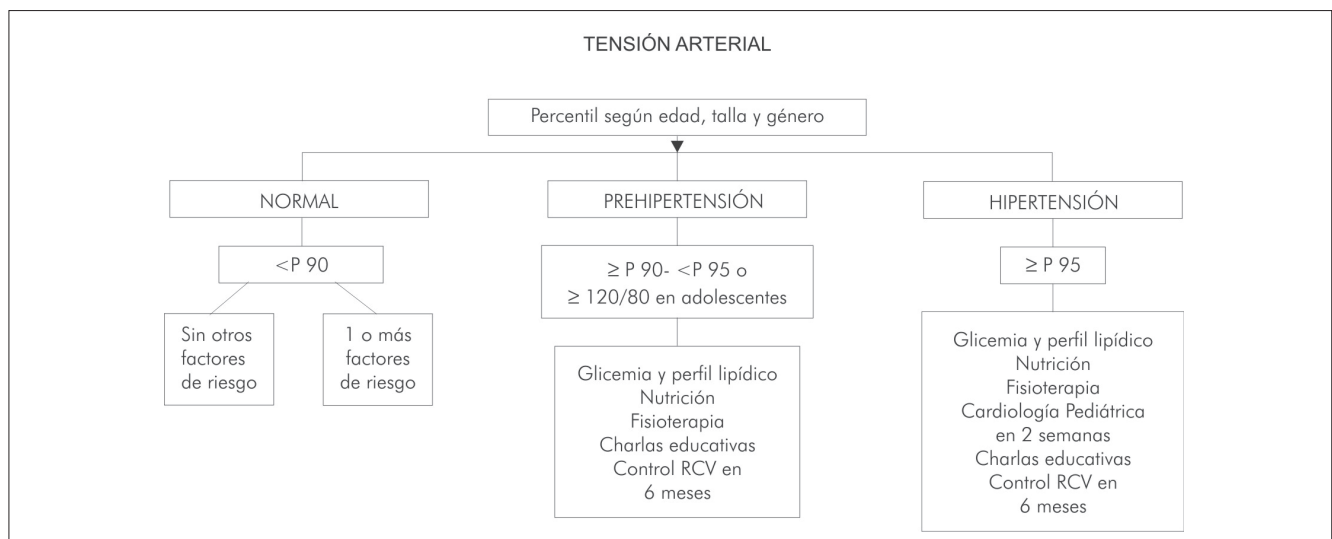 TENSIÓN ARTERIAL
Percentil según edad, talla y género
NORMAL
PREHIPERTENSIÓN
HIPERTENSIÓN
<P 90
≥ P 90- <P 95 o
≥ 120/80 en adolescentes
≥ P 95
Sin otros
factores
de riesgo
1 o más
factores
de riesgo
Glicemia y perfil lipídico
Nutrición
Fisioterapia
Charlas educativas
Control RCV en
6 meses
Glicemia y perfil lipídico
Nutrición
Fisioterapia
Cardiología Pediátrica
en 2 semanas
Charlas educativas
Control RCV en
6 meses